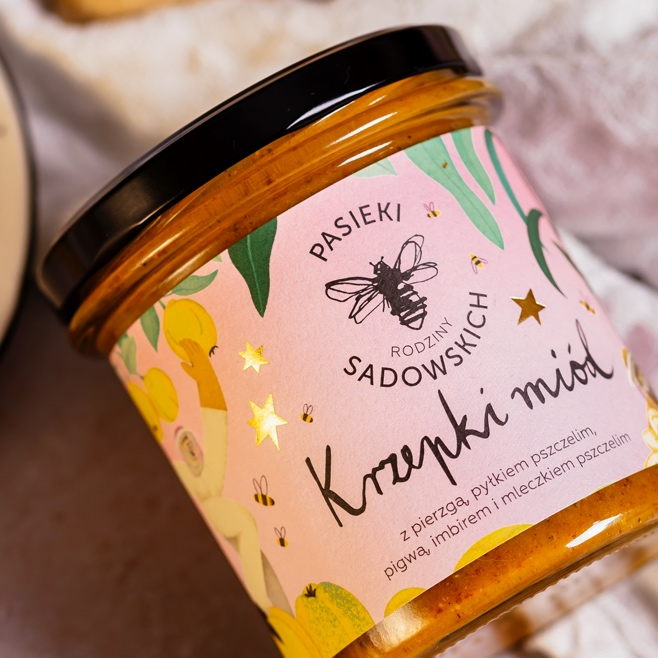 PASIEKI
RODZINY
SADOWSKICH
Krzepki miód
z pierzgą, pyłkiem pszczelim,
pigwą, imbirem i mleczkiem pszczelim